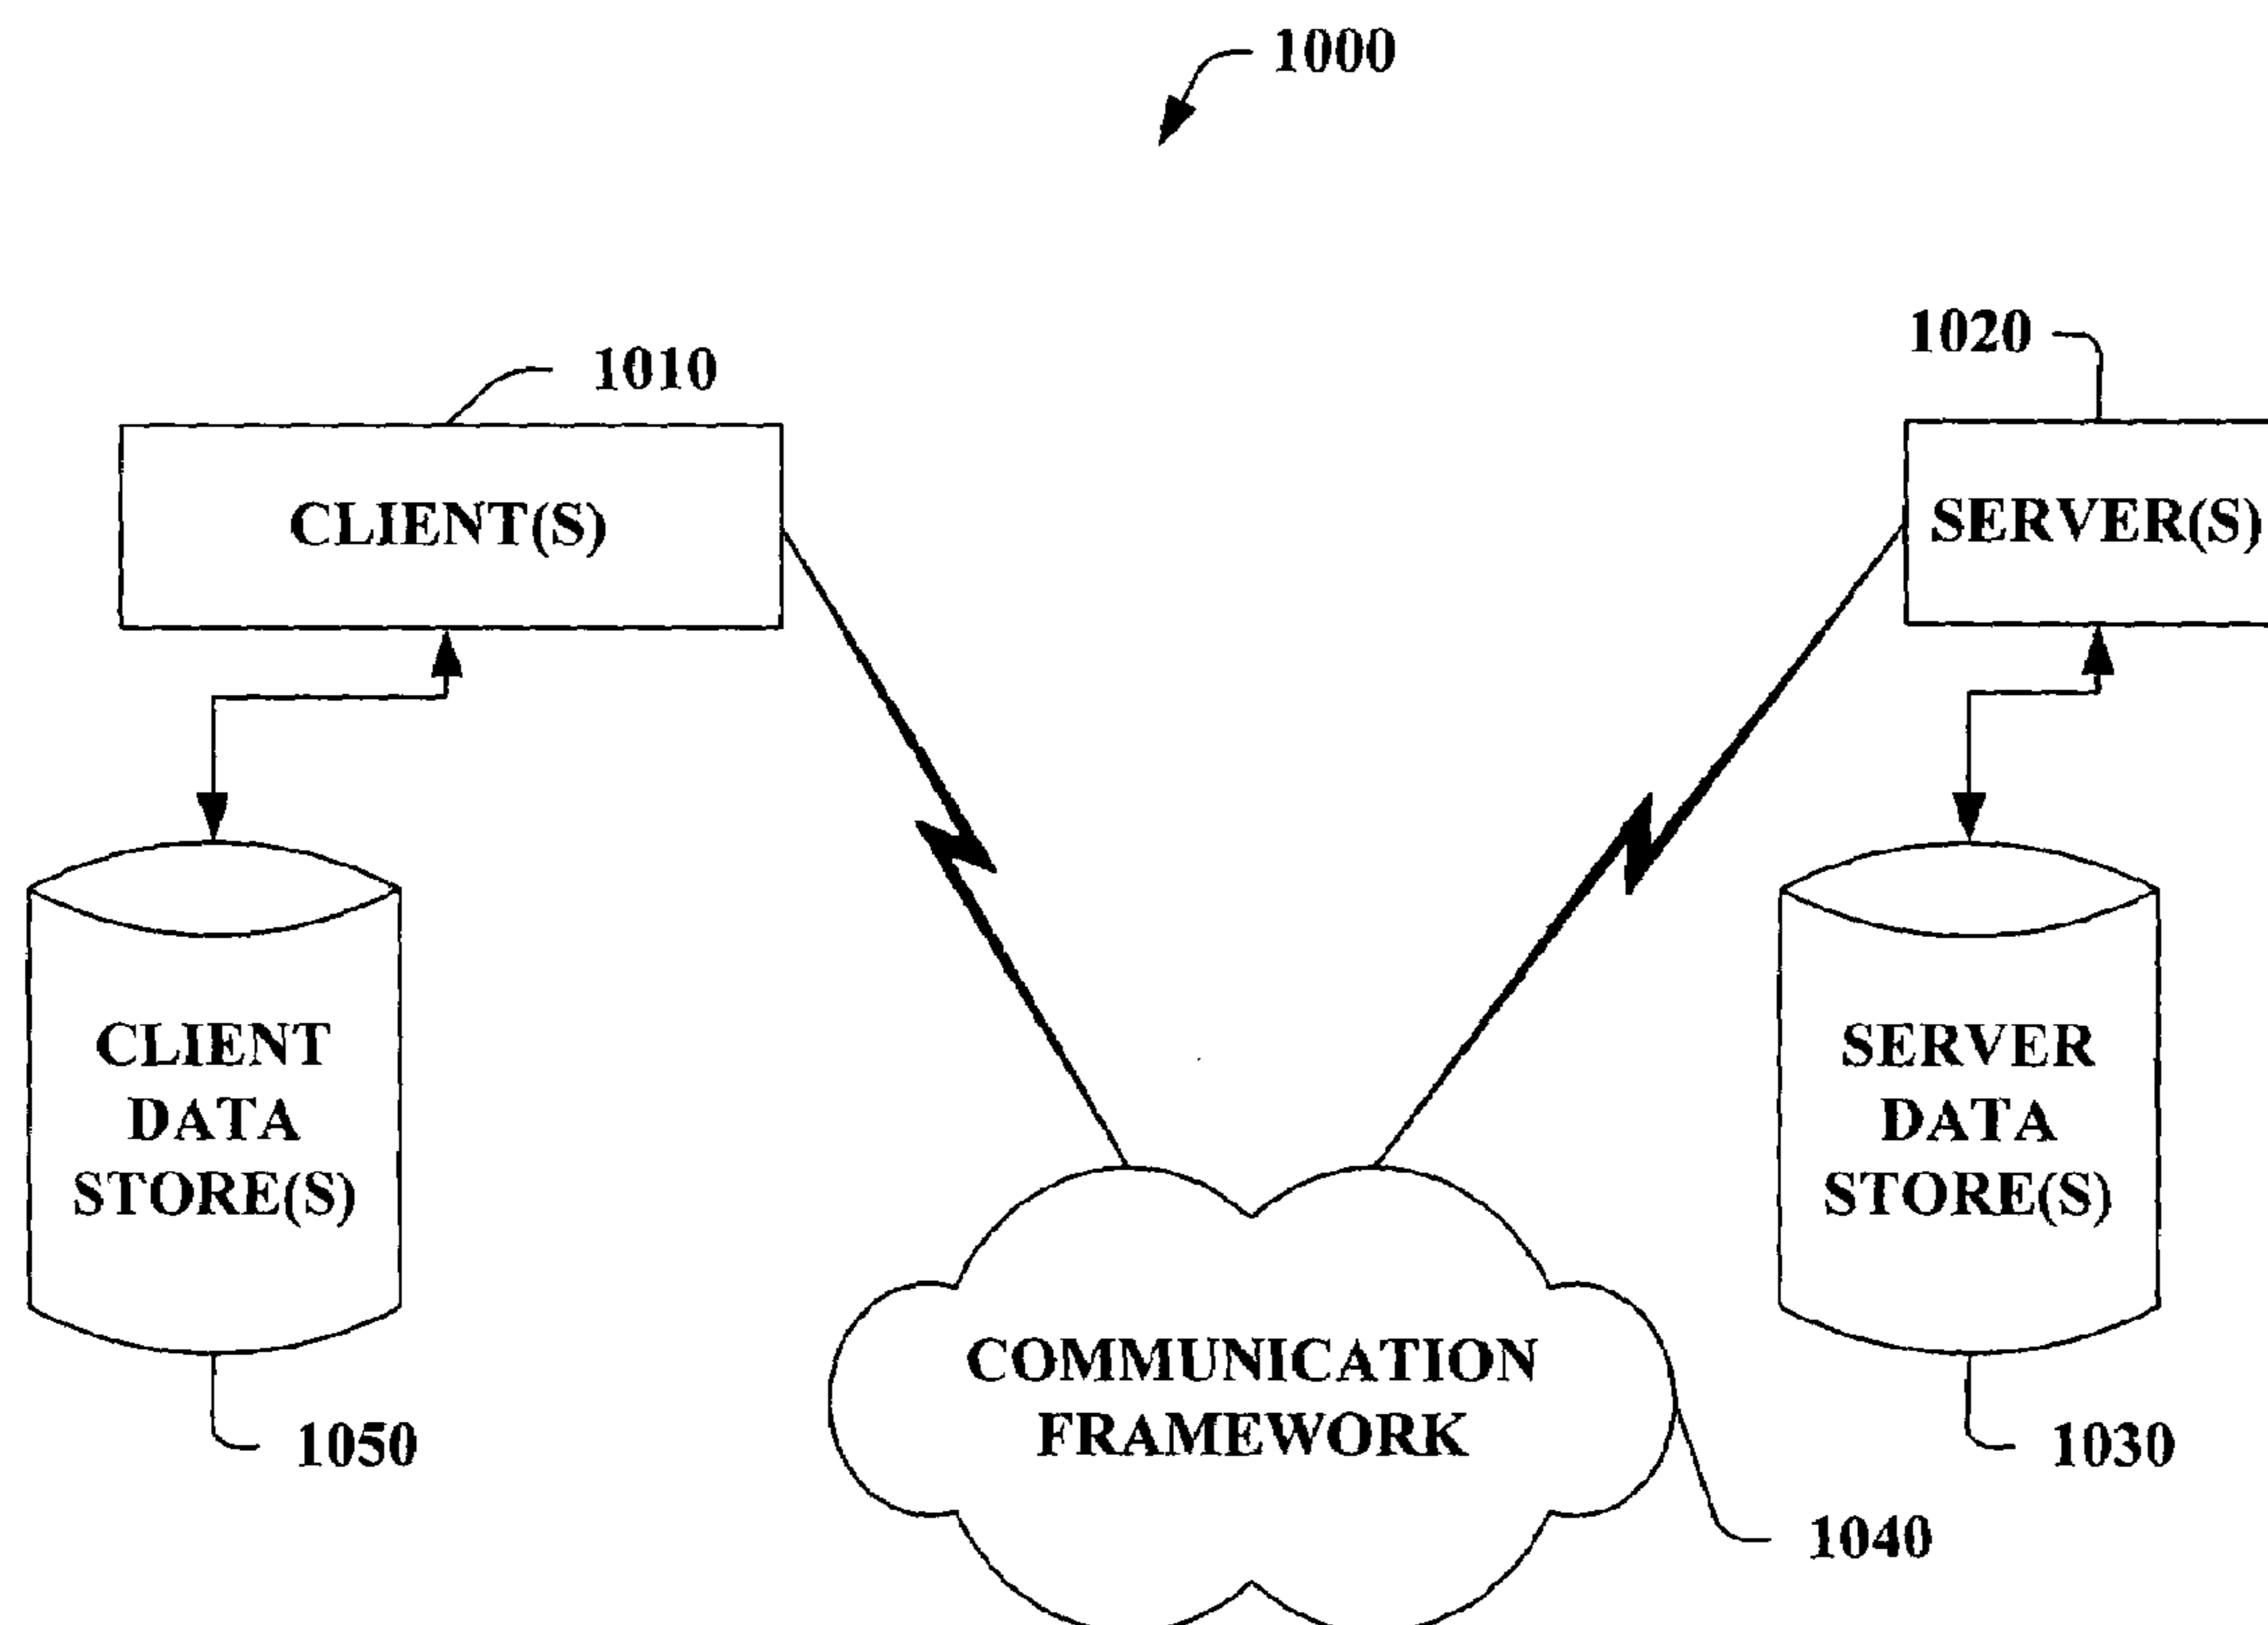 1000
1010
1020
CLIENT(S)
SERVER(S)
CLIENT
DATA
STORE(S)
SERVER
DATA
STORE(S)
COMMUNICATION
FRAMEWORK
1050
1030
1040